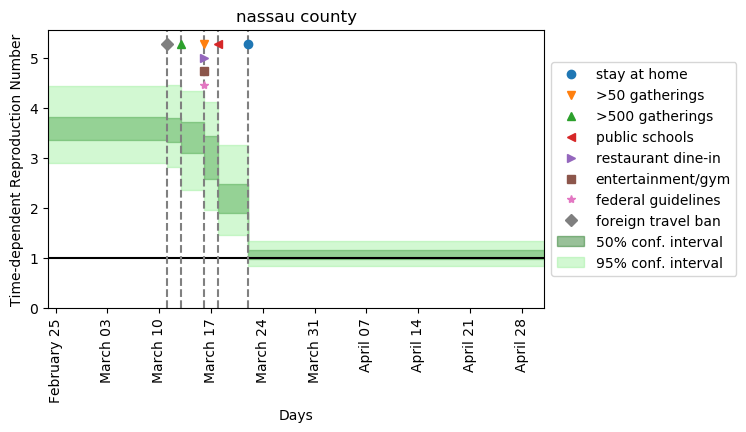 nassau county
Time-dependent Reproduction Number
5
4
3
2
1
0
February 25
March 03
March 10
March 17
March 24
March 31
April 07
April 14
April 21
April 28
Days
stay at home
>50 gatherings
>500 gatherings
public schools
restaurant dine-in
entertainment/gym
federal guidelines
foreign travel ban
50% conf. interval
95% conf. interval